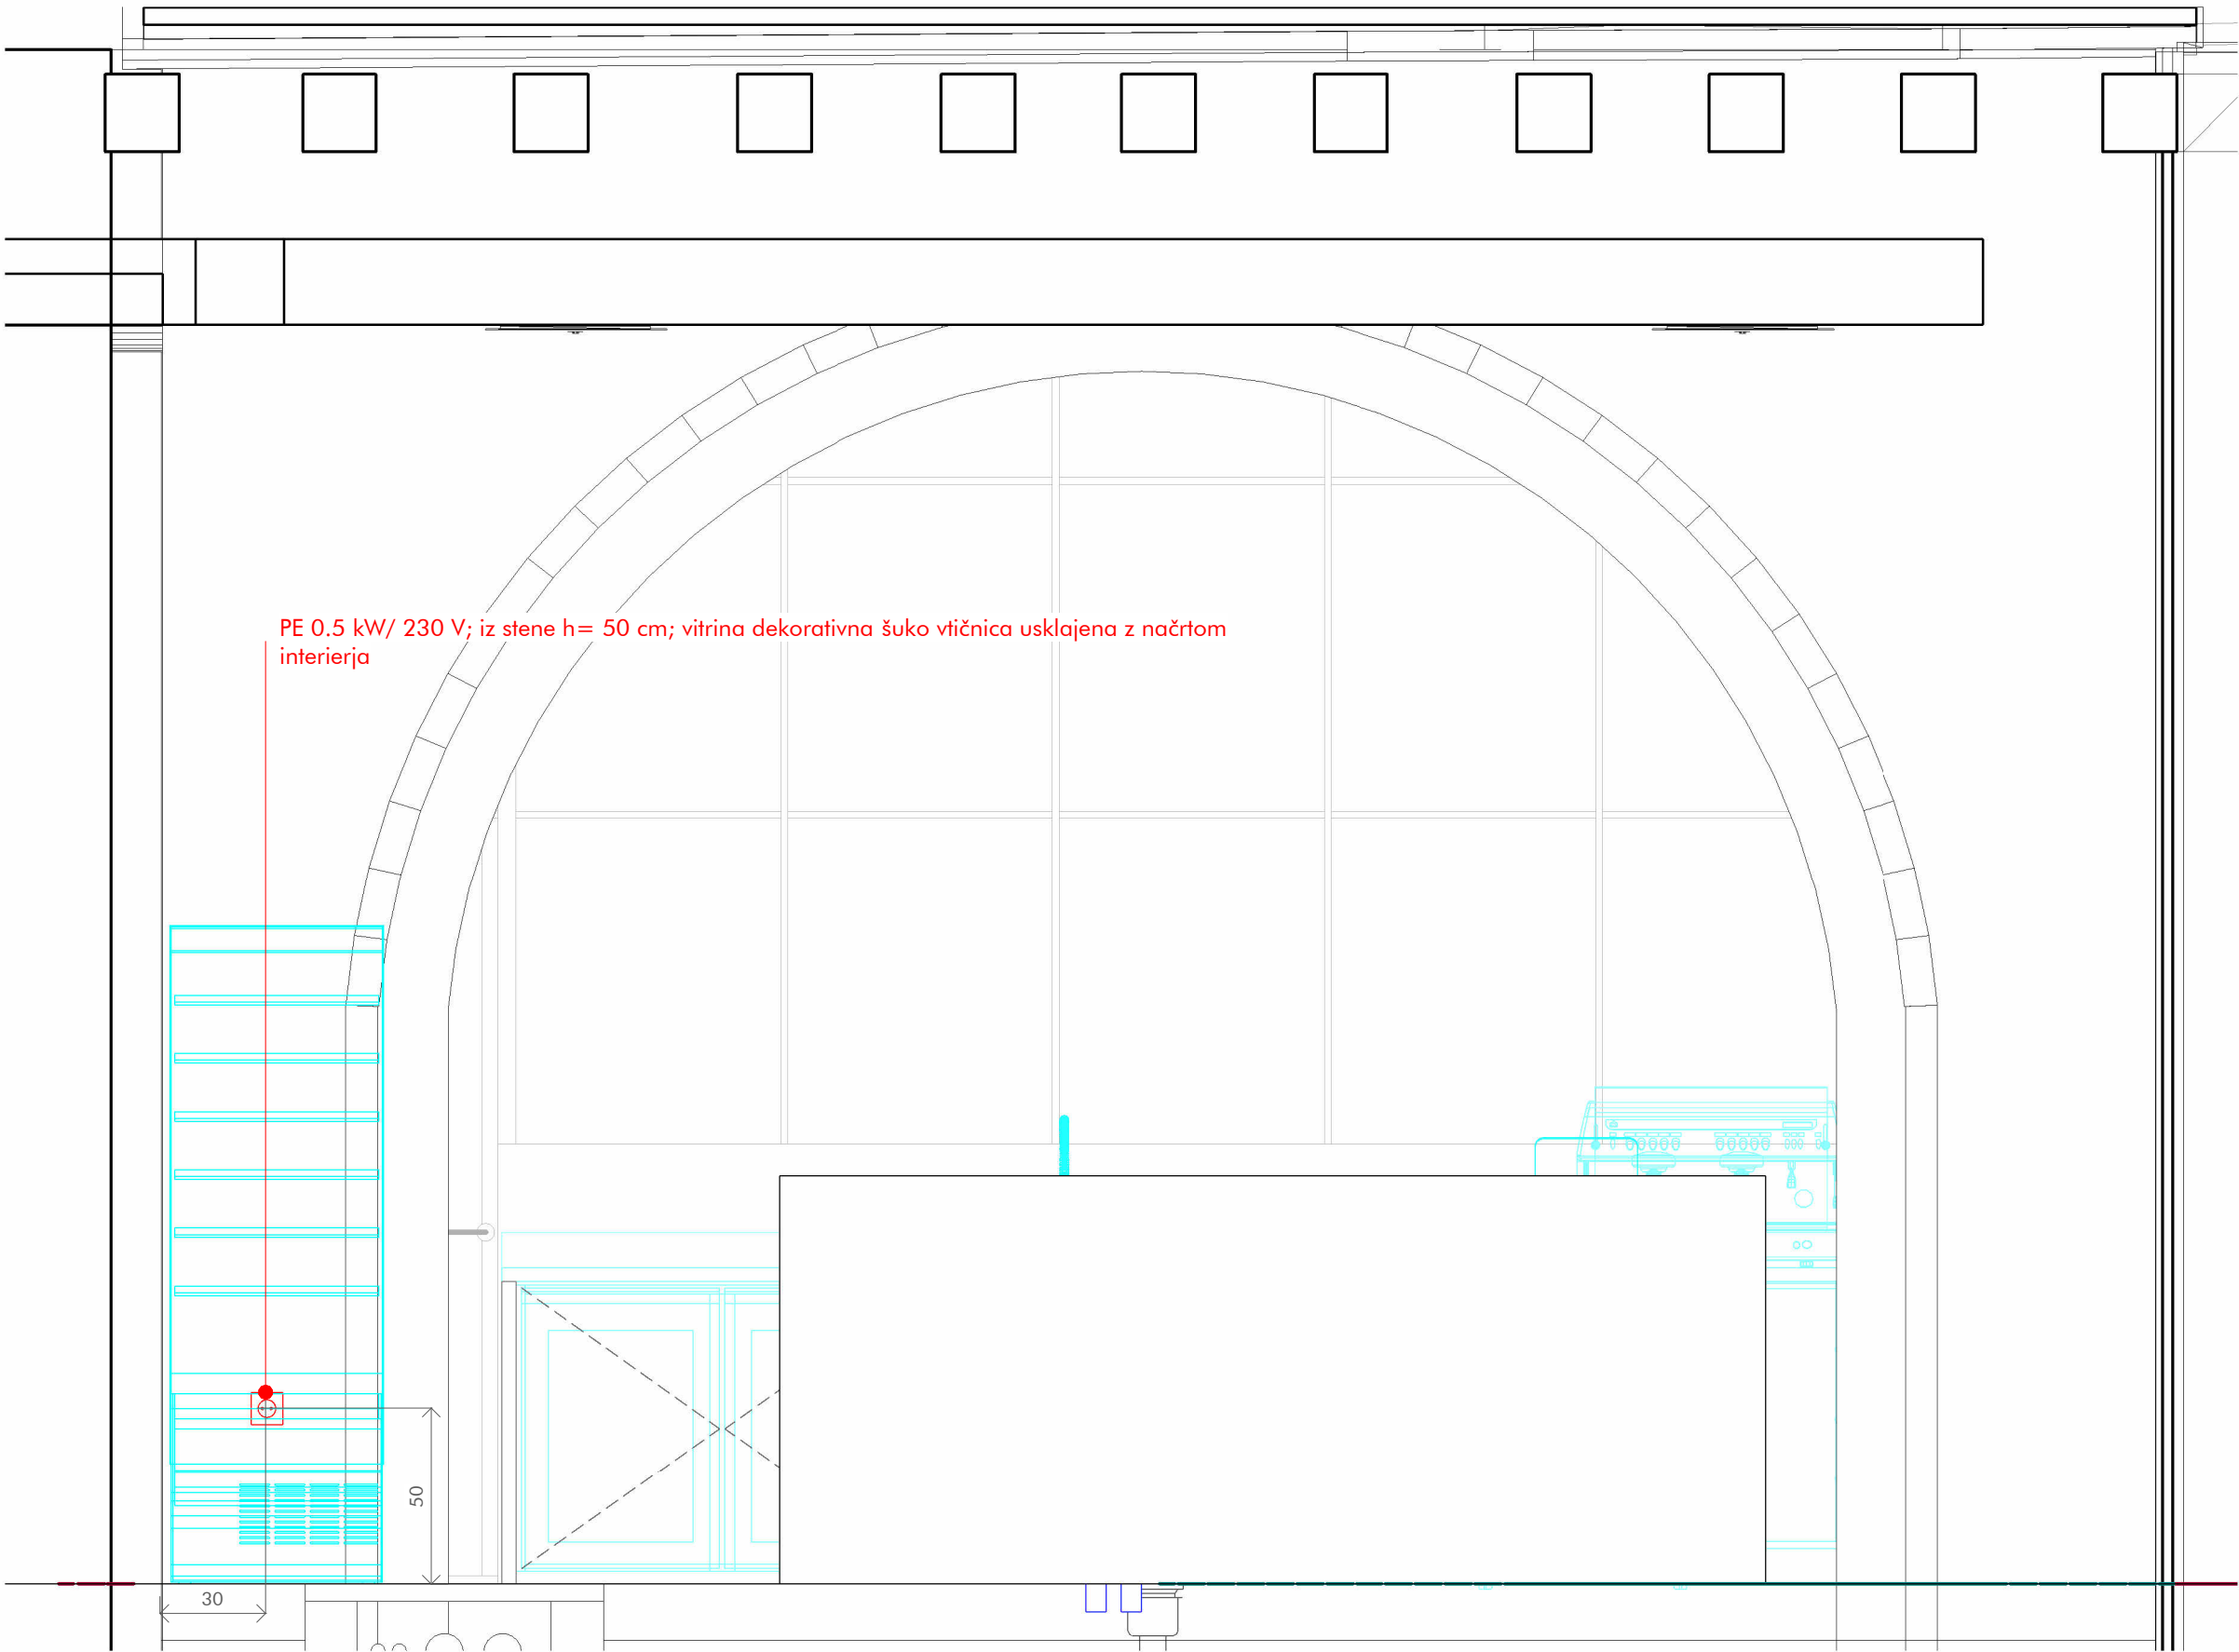 PE 0.5 kW/ 230 V; iz stene h= 50 cm; vitrina dekorativna šuko vtičnica usklajena z načrtom
interierja
50
30